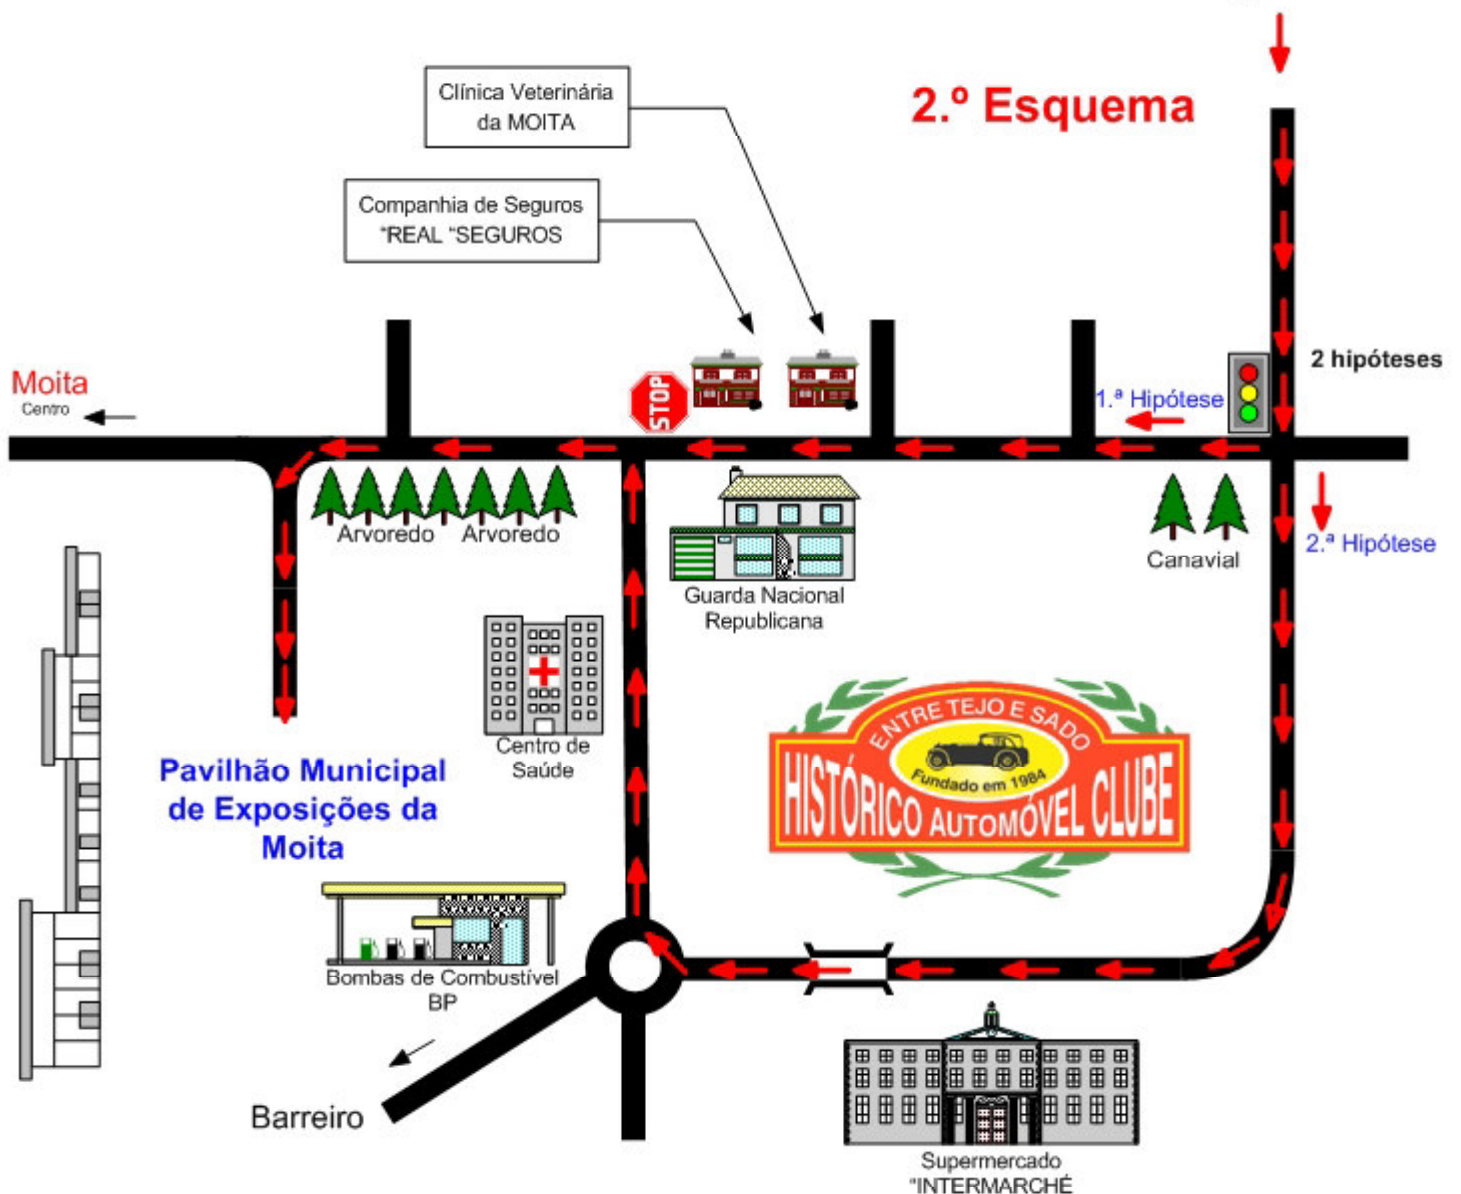 2.º Esquema
Clínica Veterinária
da MOITA
Companhia de Seguros
“REAL “SEGUROS
2 hipóteses
Moita
Centro
STOP
1.ª Hipótese
2.ª Hipótese
Arvoredo
Arvoredo
Canavial
Guarda Nacional
Republicana
Centro de
Saúde
ENTRE TEJO E SADO
Fundado em 1984
HISTÓRICO AUTOMÓVEL CLUBE
Pavilhão Municipal
de Exposições da
Moita
Bombas de Combustível
BP
Barreiro
Supermercado
“INTERMARCHÉ